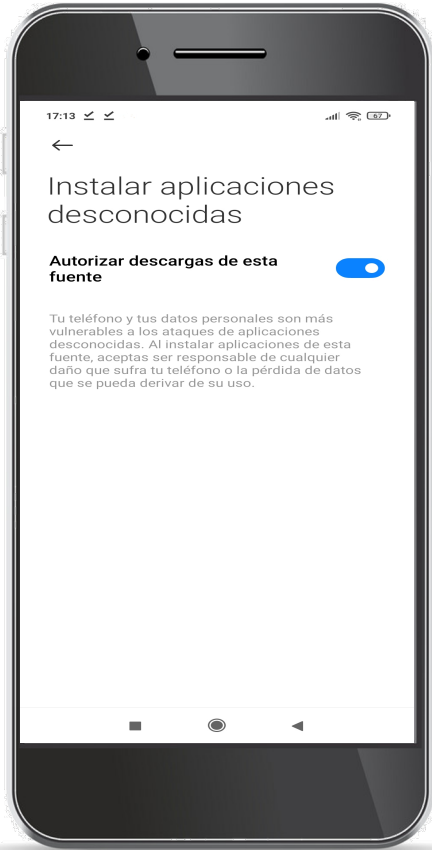 17:13
67
Instalar aplicaciones
desconocidas
Autorizar descargas de esta
fuente
Tu teléfono y tus datos personales son más
vulnerables a los ataques de aplicaciones
desconocidas. Al instalar aplicaciones de esta
fuente, aceptas ser responsable de cualquier
daño que sufra tu teléfono o la pérdida de datos
que se pueda derivar de su uso.